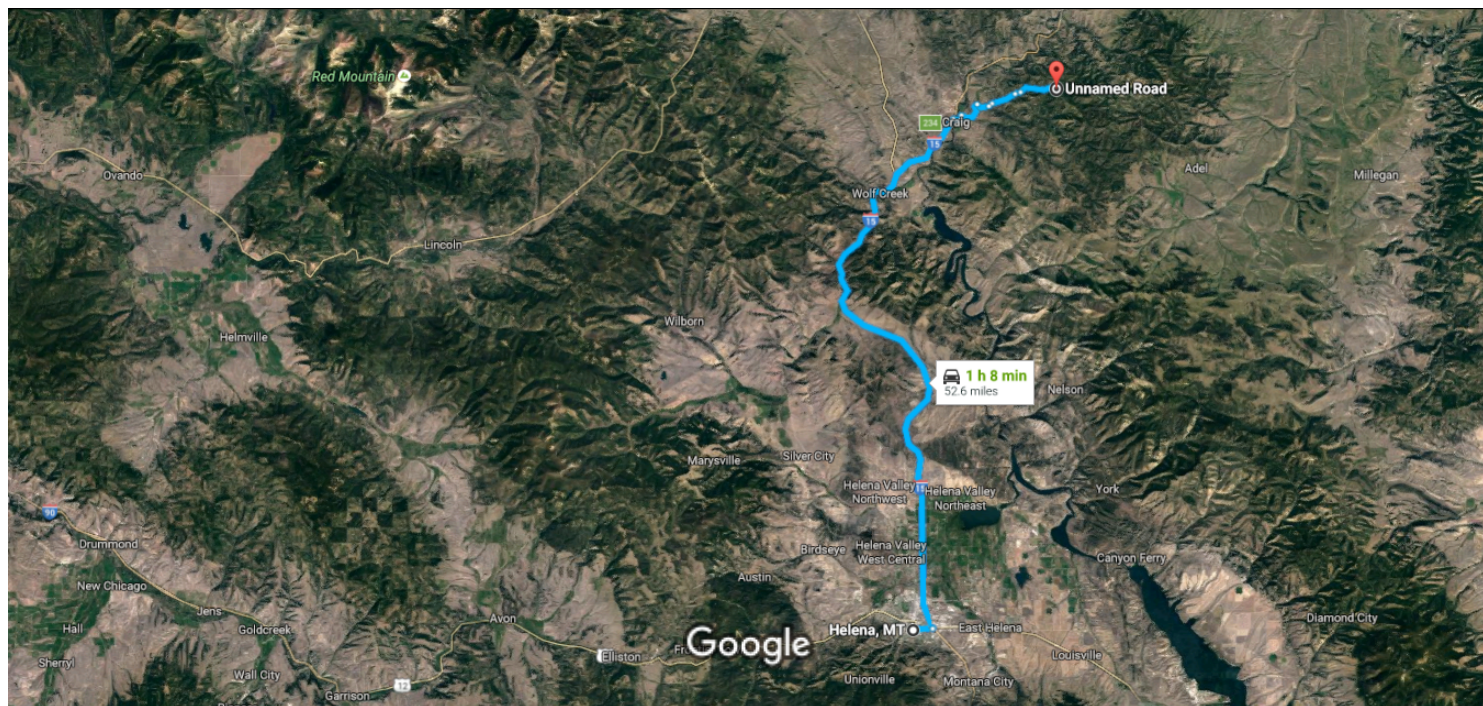 Red Mountain
Unnamed Road
234
Craig
15
Adel
Millegan
Ovando
Wolf Creek
15
Lincoln
Wilborn
Helmville
1 h 8 min
52.6 miles
Nelson
Marysville
Silver City
Helena Valley
Northwest
Helena Valley
Northeast
York
90
Drummond
Birdseye
Helena Valley
West Central
Canyon Ferry
New Chicago
Austin
Jens
Avon
Diamond City
Hall
Goldcreek
Helena, MT
East Helena
Google
Sherryl
Elliston
Louisville
Wall City
12
Garrison
Unionville
Montana City